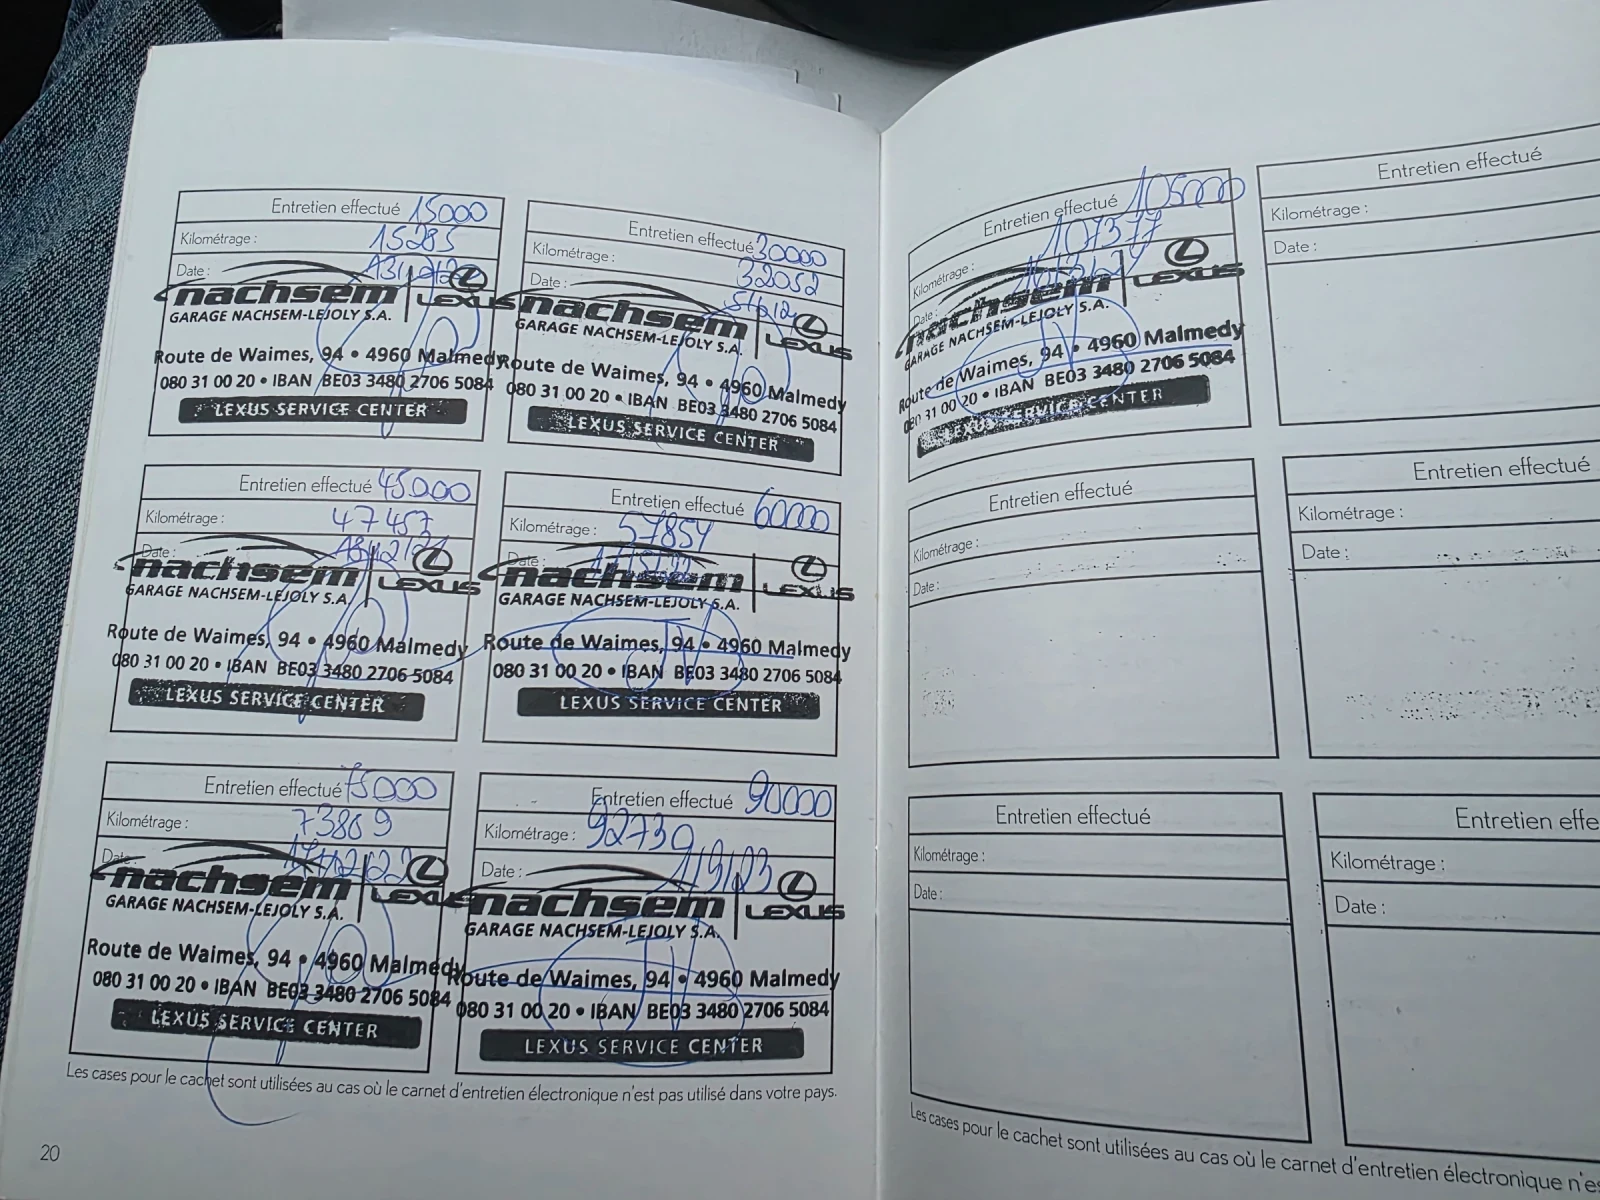 Entretien effectué 15000
Kilométrage : 15285
Date :
nachsem LEXUS
GARAGE NACHSEM-LEJOLY S.A.
Route de Waimes, 94 • 4960 Malmedy
080 31 00 20 • IBAN BE03 3480 2706 5084
LEXUS SERVICE CENTER
Entretien effectué 30000
Kilométrage : 32052
Date :
nachsem LEXUS
GARAGE NACHSEM-LEJOLY S.A.
Route de Waimes, 94 • 4960 Malmedy
080 31 00 20 • IBAN BE03 3480 2706 5084
LEXUS SERVICE CENTER
Entretien effectué 45000
Kilométrage : 47457
Date :
nachsem LEXUS
GARAGE NACHSEM-LEJOLY S.A.
Route de Waimes, 94 • 4960 Malmedy
080 31 00 20 • IBAN BE03 3480 2706 5084
LEXUS SERVICE CENTER
Entretien effectué 60000
Kilométrage : 57854
Date :
nachsem LEXUS
GARAGE NACHSEM-LEJOLY S.A.
Route de Waimes, 94 • 4960 Malmedy
080 31 00 20 • IBAN BE03 3480 2706 5084
LEXUS SERVICE CENTER
Entretien effectué 75000
Kilométrage : 73869
Date :
nachsem LEXUS
GARAGE NACHSEM-LEJOLY S.A.
Route de Waimes, 94 • 4960 Malmedy
080 31 00 20 • IBAN BE03 3480 2706 5084
LEXUS SERVICE CENTER
Entretien effectué 90000
Kilométrage : 92739
Date : 1/9/23
nachsem LEXUS
GARAGE NACHSEM-LEJOLY S.A.
Route de Waimes, 94 • 4960 Malmedy
080 31 00 20 • IBAN BE03 3480 2706 5084
LEXUS SERVICE CENTER
Les cases pour le cachet sont utilisées au cas où le carnet d'entretien électronique n'est pas utilisé dans votre pays.
20
Entretien effectué 105000
Kilométrage : 107377
Date :
nachsem LEXUS
GARAGE NACHSEM-LEJOLY S.A.
Route de Waimes, 94 • 4960 Malmedy
080 31 00 20 • IBAN BE03 3480 2706 5084
LEXUS SERVICE CENTER
Entretien effectué
Kilométrage :
Date :
Entretien effectué
Kilométrage :
Date :
Entretien effectué
Kilométrage :
Date :
Entretien effectué
Kilométrage :
Date :
Entretien effe
Kilométrage :
Date :
Les cases pour le cachet sont utilisées au cas où le carnet d'entretien électronique n'es